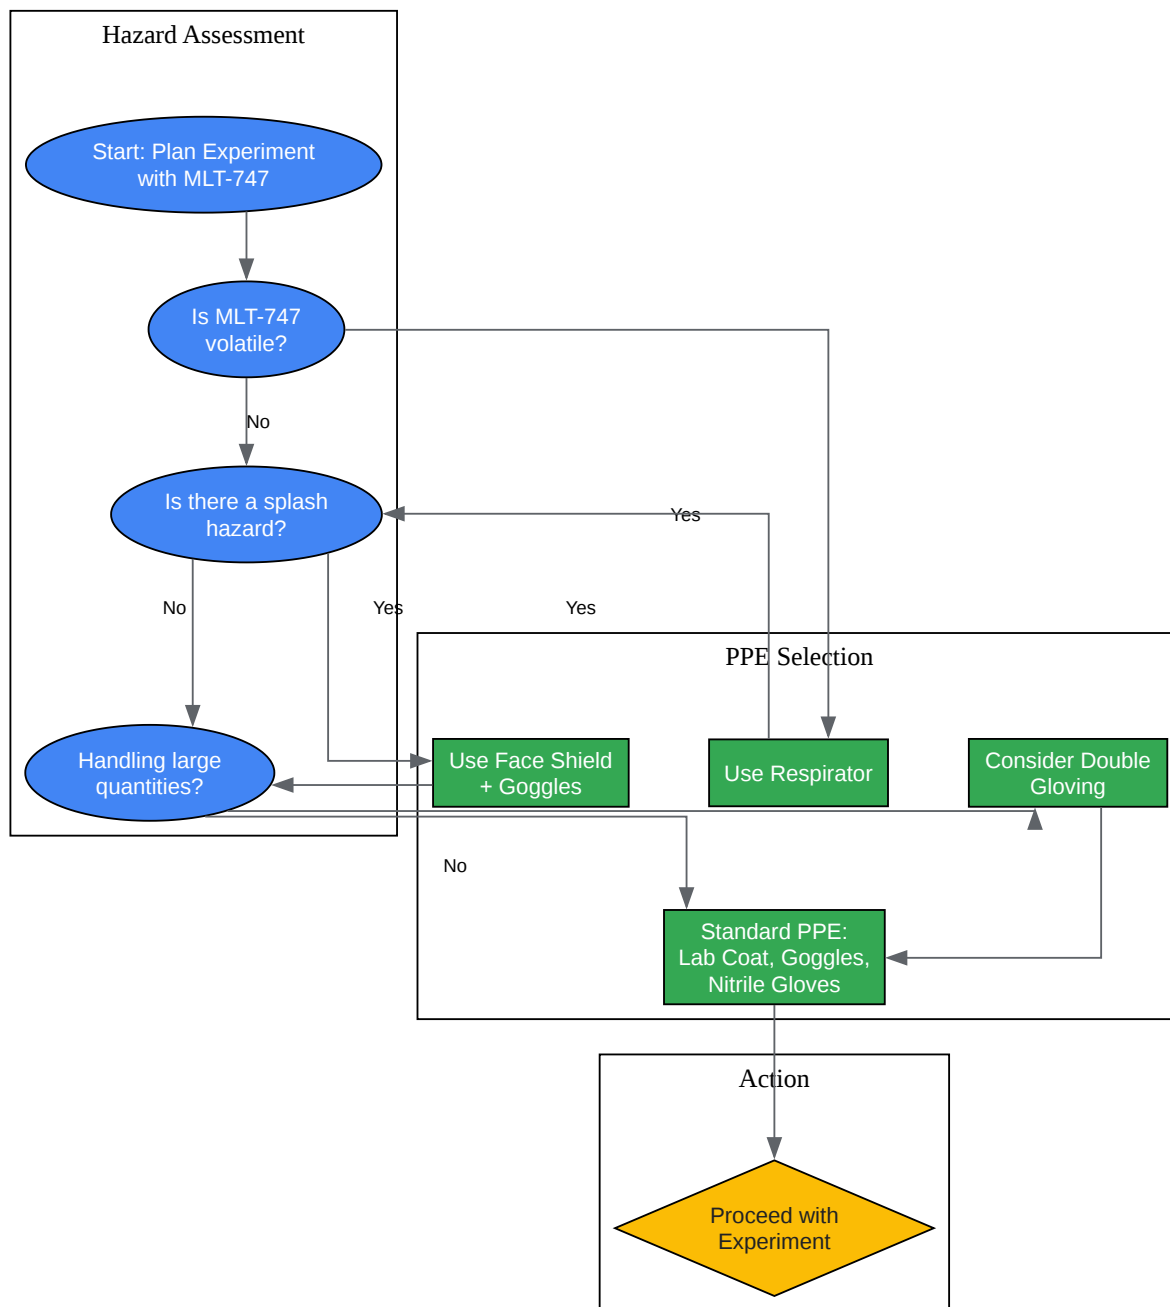 Hazard Assessment
Start: Plan Experiment
with MLT-747
Is MLT-747
volatile?
No
Is there a splash
hazard?
Yes
No
Yes
Yes
PPE Selection
Handling large
quantities?
Use Face Shield
+ Goggles
Use Respirator
Consider Double
Gloving
No
Standard PPE:
Lab Coat, Goggles,
Nitrile Gloves
Action
Proceed with
Experiment